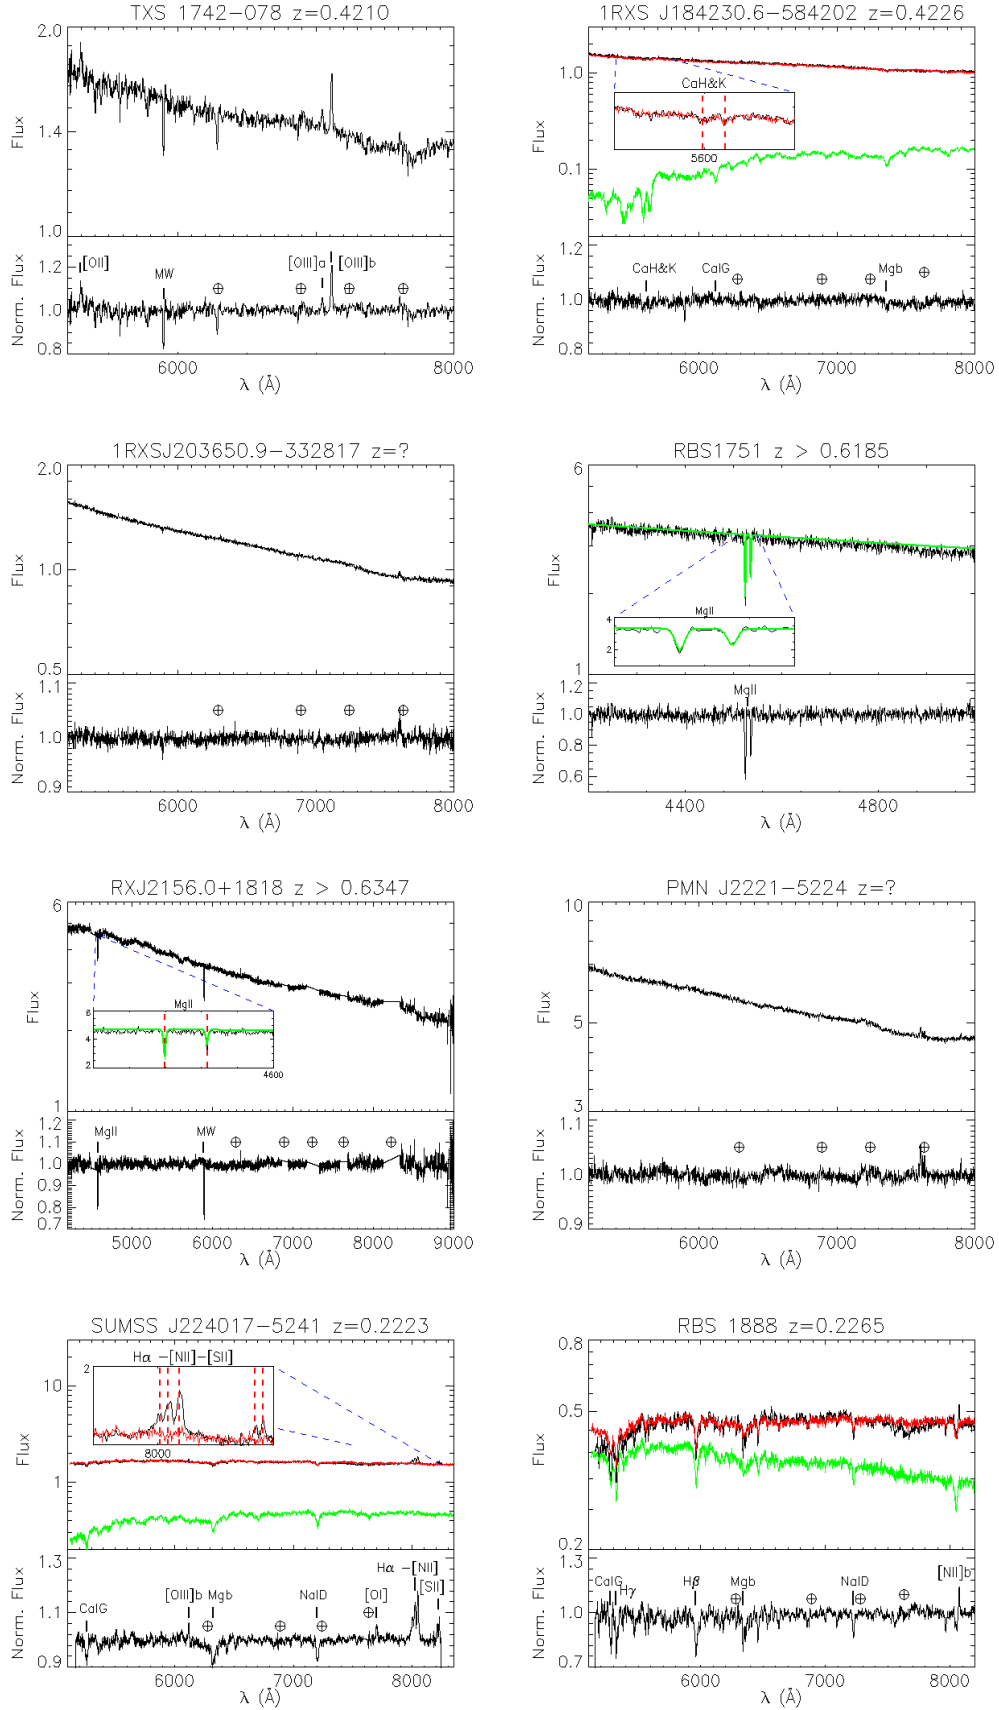 TXS 1742−078 z=0.4210
2.0
1.4
1.0
Flux
[OII]
MW
[OIII]a
[OIII]b
1.2
1.0
0.8
Norm. Flux
6000 7000 8000
λ (Å)
1RXS J184230.6−584202 z=0.4226
1.0
0.1
Flux
CaH&K
5600
CaH&K
CaIG
Mgb
1.2
1.0
0.8
Norm. Flux
6000 7000 8000
λ (Å)
1RXSJ203650.9−332817 z=?
2.0
1.0
0.5
Flux
1.1
1.0
0.9
Norm. Flux
6000 7000 8000
λ (Å)
RBS1751 z > 0.6185
6
1
Flux
MgII
4
2
MgII
1.2
1.0
0.8
0.6
Norm. Flux
4400 4800
λ (Å)
RXJ2156.0+1818 z > 0.6347
6
1
Flux
MgII
6
4
2
4600
MgII
MW
1.2
1.1
1.0
0.9
0.8
0.7
Norm. Flux
5000 6000 7000 8000 9000
λ (Å)
PMN J2221−5224 z=?
10
5
3
Flux
1.1
1.0
0.9
Norm. Flux
6000 7000 8000
λ (Å)
SUMSS J224017−5241 z=0.2223
10
1
Flux
Hα −[NII]−[SII]
2
8000
Hα −[NII]
[SII]
CaIG
[OIII]b
Mgb
NaID
[OI]
1.3
1.1
0.9
Norm. Flux
6000 7000 8000
λ (Å)
RBS 1888 z=0.2265
0.8
0.5
0.2
Flux
CaIG
Hγ
Hβ
Mgb
NaID
[NII]b
1.3
1.0
0.7
Norm. Flux
6000 7000 8000
λ (Å)